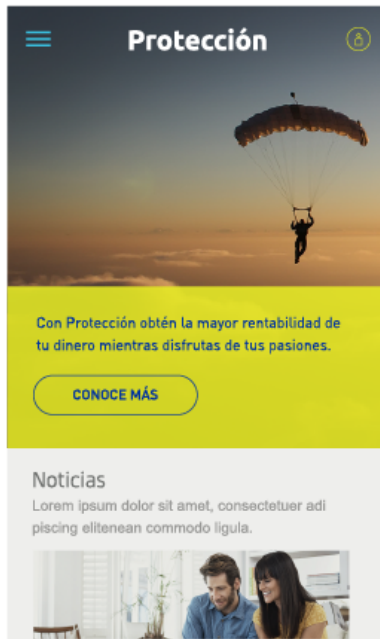 Protección
Con Protección obtén la mayor rentabilidad de
tu dinero mientras disfrutas de tus pasiones.
CONOCE MÁS
Noticias
Lorem ipsum dolor sit amet, consectetuer adi
piscing elitenean commodo ligula.